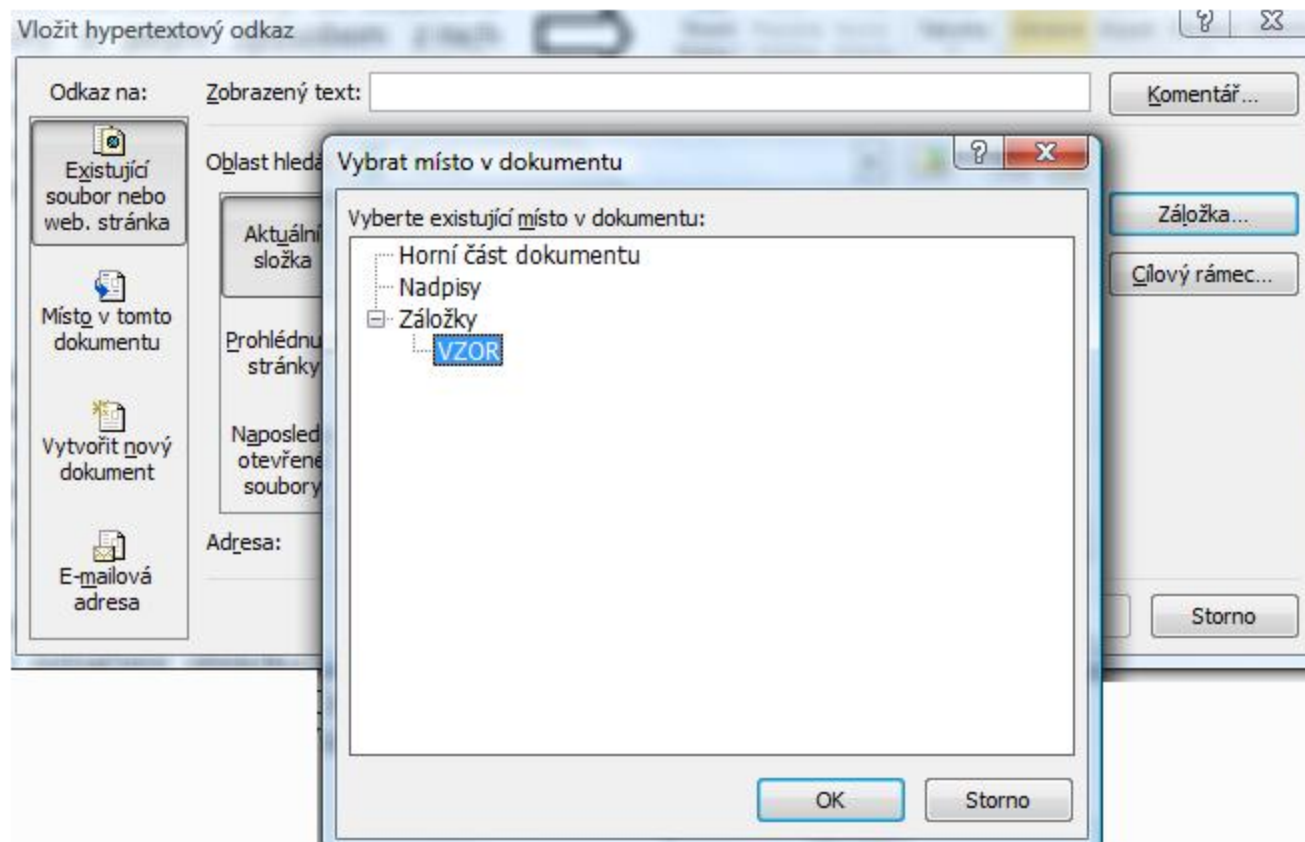 Vložit hypertextový odkaz
Odkaz na:
Zobrazený text:
Komentář...
Existující
soubor nebo
web. stránka
Místo v tomto
dokumentu
Vytvořit nový
dokument
E-mailová
adresa
Oblast hledá
Aktuální
složka
Prohlédnu
stránky
Naposled
otevřené
soubory
Adresa:
Záložka...
Cílový rámec...
Storno
Vybrat místo v dokumentu
Vyberte existující místo v dokumentu:
Horní část dokumentu
Nadpisy
Záložky
VZOR
OK
Storno